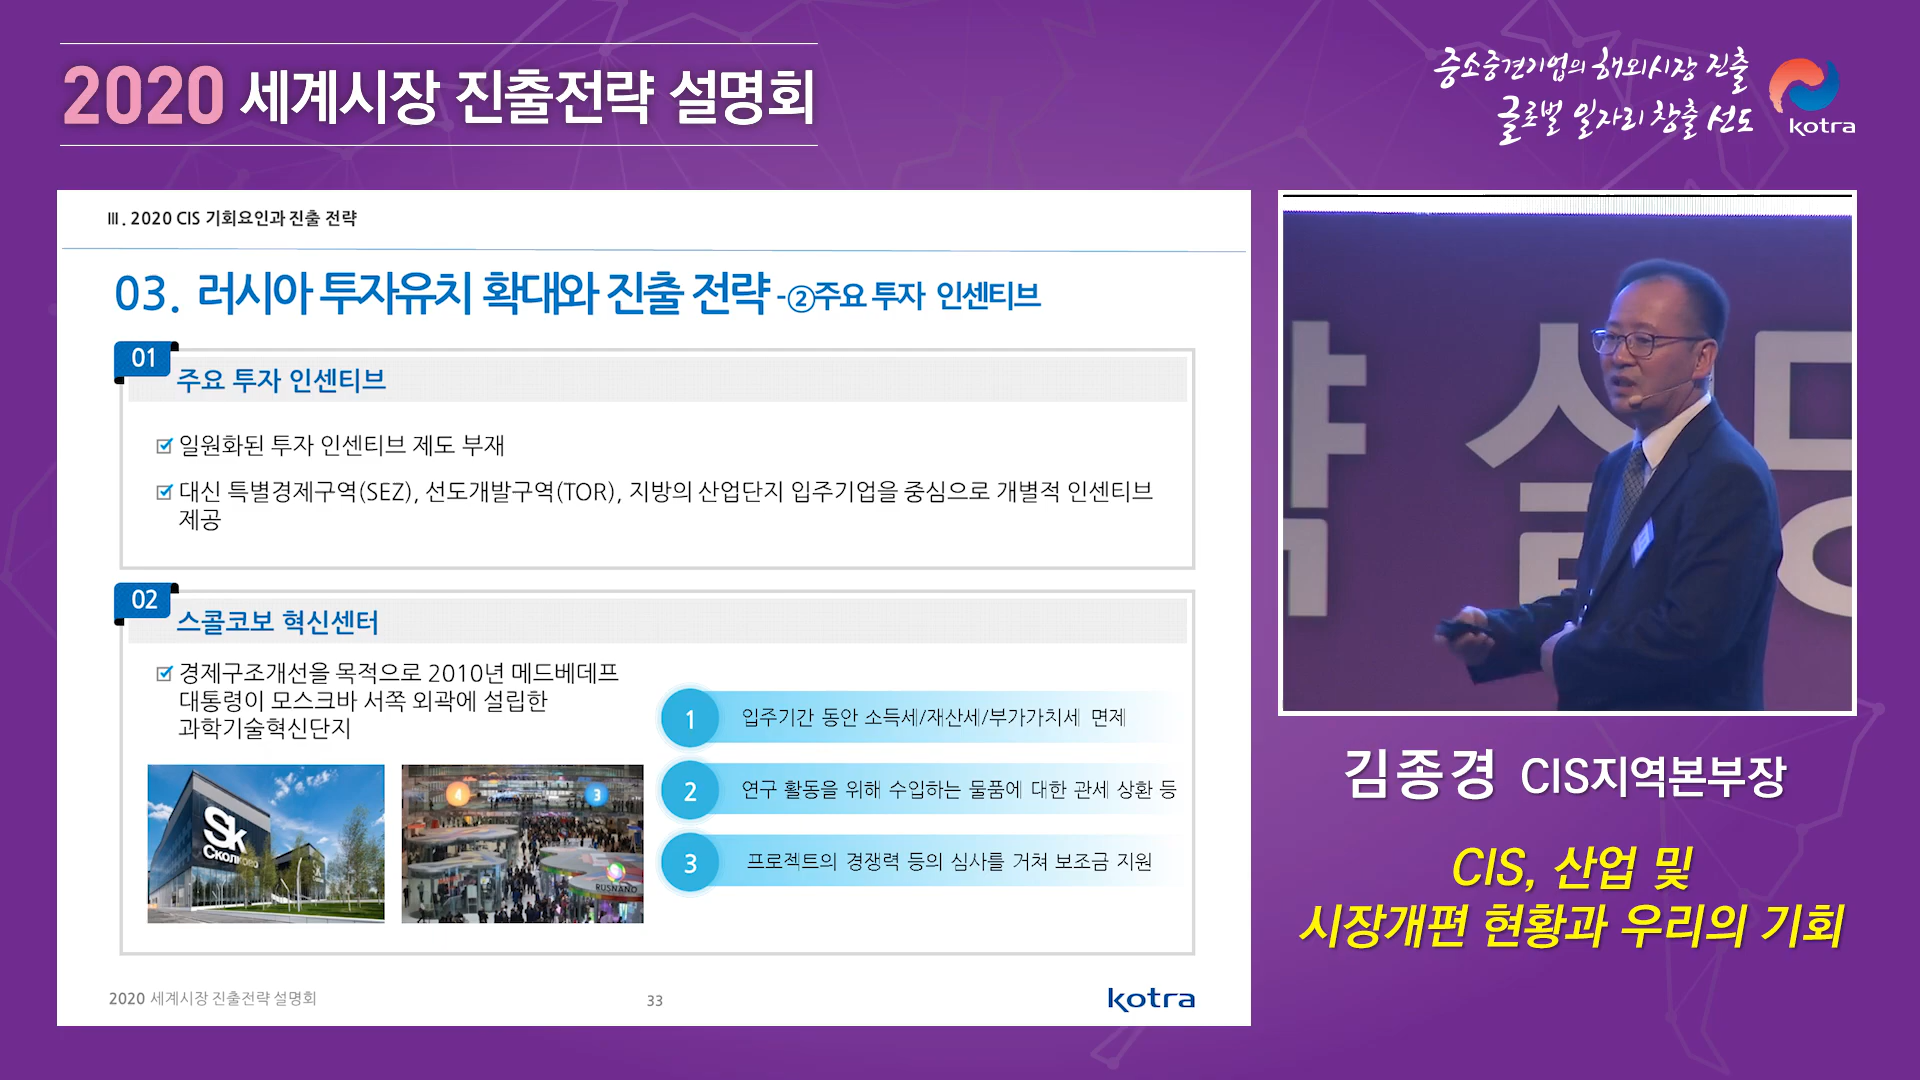 2020 세계시장 진출전략 설명회
중소중견기업의 해외시장 진출
글로벌 일자리 창출 선도
kotra
Ⅲ. 2020 CIS 기회요인과 진출 전략
03. 러시아 투자유치 확대와 진출 전략 -②주요 투자 인센티브
01
주요 투자 인센티브
일원화된 투자 인센티브 제도 부재
대신 특별경제구역(SEZ), 선도개발구역(TOR), 지방의 산업단지 입주기업을 중심으로 개별적 인센티브
제공
02
스콜코보 혁신센터
경제구조개선을 목적으로 2010년 메드베데프
대통령이 모스크바 서쪽 외곽에 설립한
과학기술혁신단지
1 입주기간 동안 소득세/재산세/부가가치세 면제
2 연구 활동을 위해 수입하는 물품에 대한 관세 상환 등
3 프로젝트의 경쟁력 등의 심사를 거쳐 보조금 지원
Sk
Сколково
4
3
RUSNANO
2020 세계시장 진출전략 설명회
33
kotra
략 설명
김종경 CIS지역본부장
CIS, 산업 및
시장개편 현황과 우리의 기회